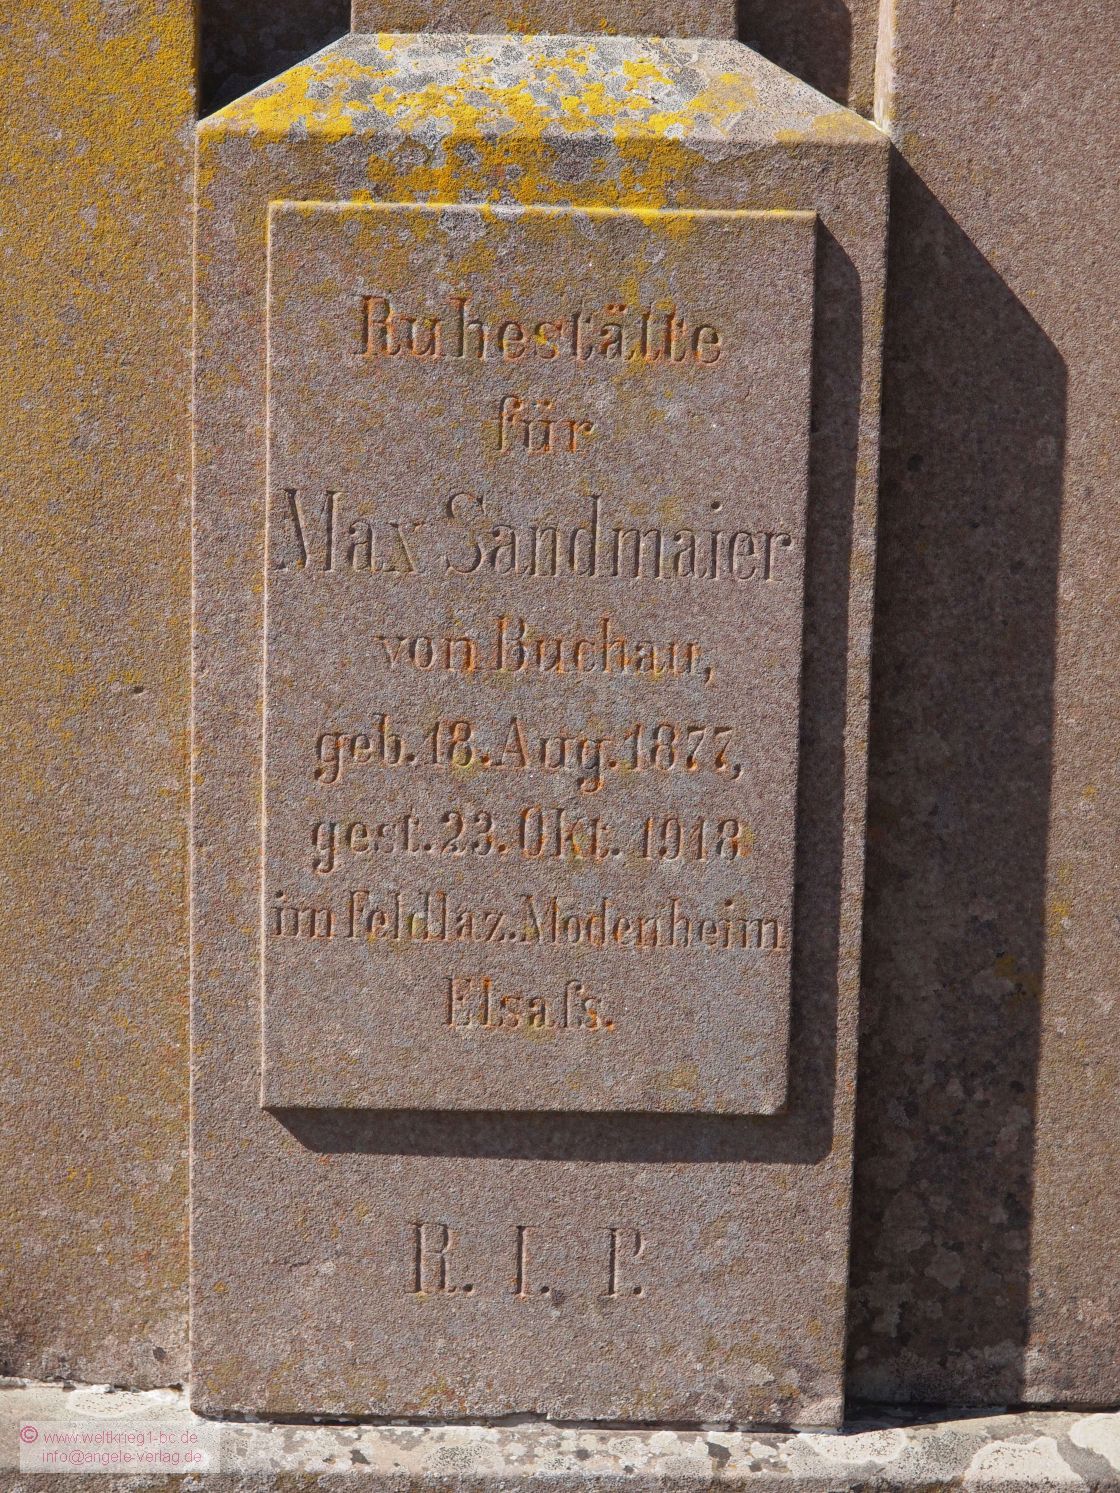 Ruhestätte
für
Max Sandmaier
von Buchau,
geb. 18. Aug. 1877,
gest. 23. Okt. 1918
im Feldlaz. Modenheim
Elsaſs.
R. I. P.
© www.weltkrieg1-bc.de
info@angele-verlag.de